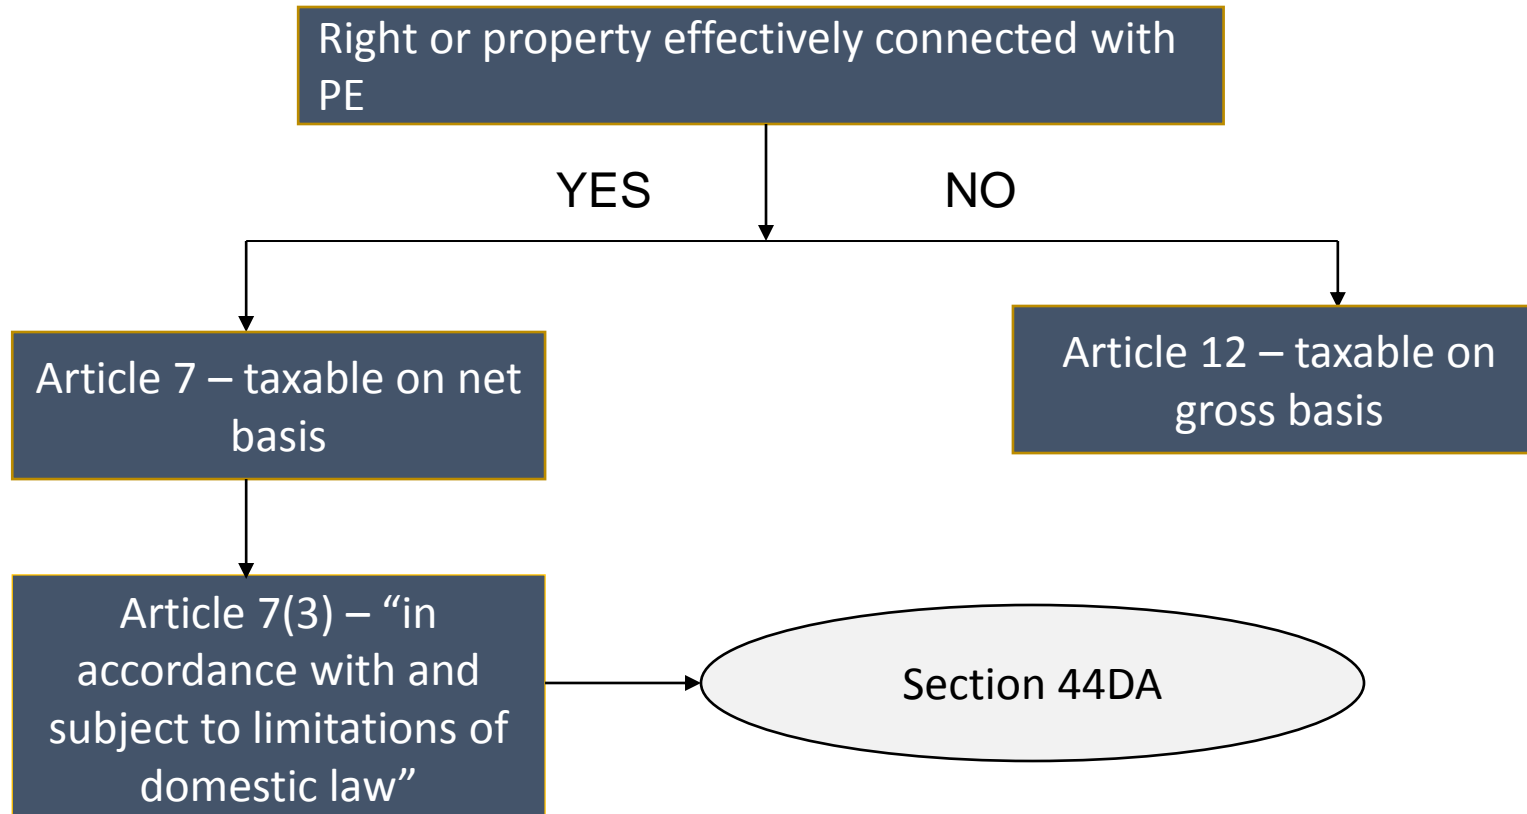 Right or property effectively connected with
PE
YES
NO
Article 7 – taxable on net
basis
Article 12 – taxable on
gross basis
Article 7(3) – “in
accordance with and
subject to limitations of
domestic law”
Section 44DA